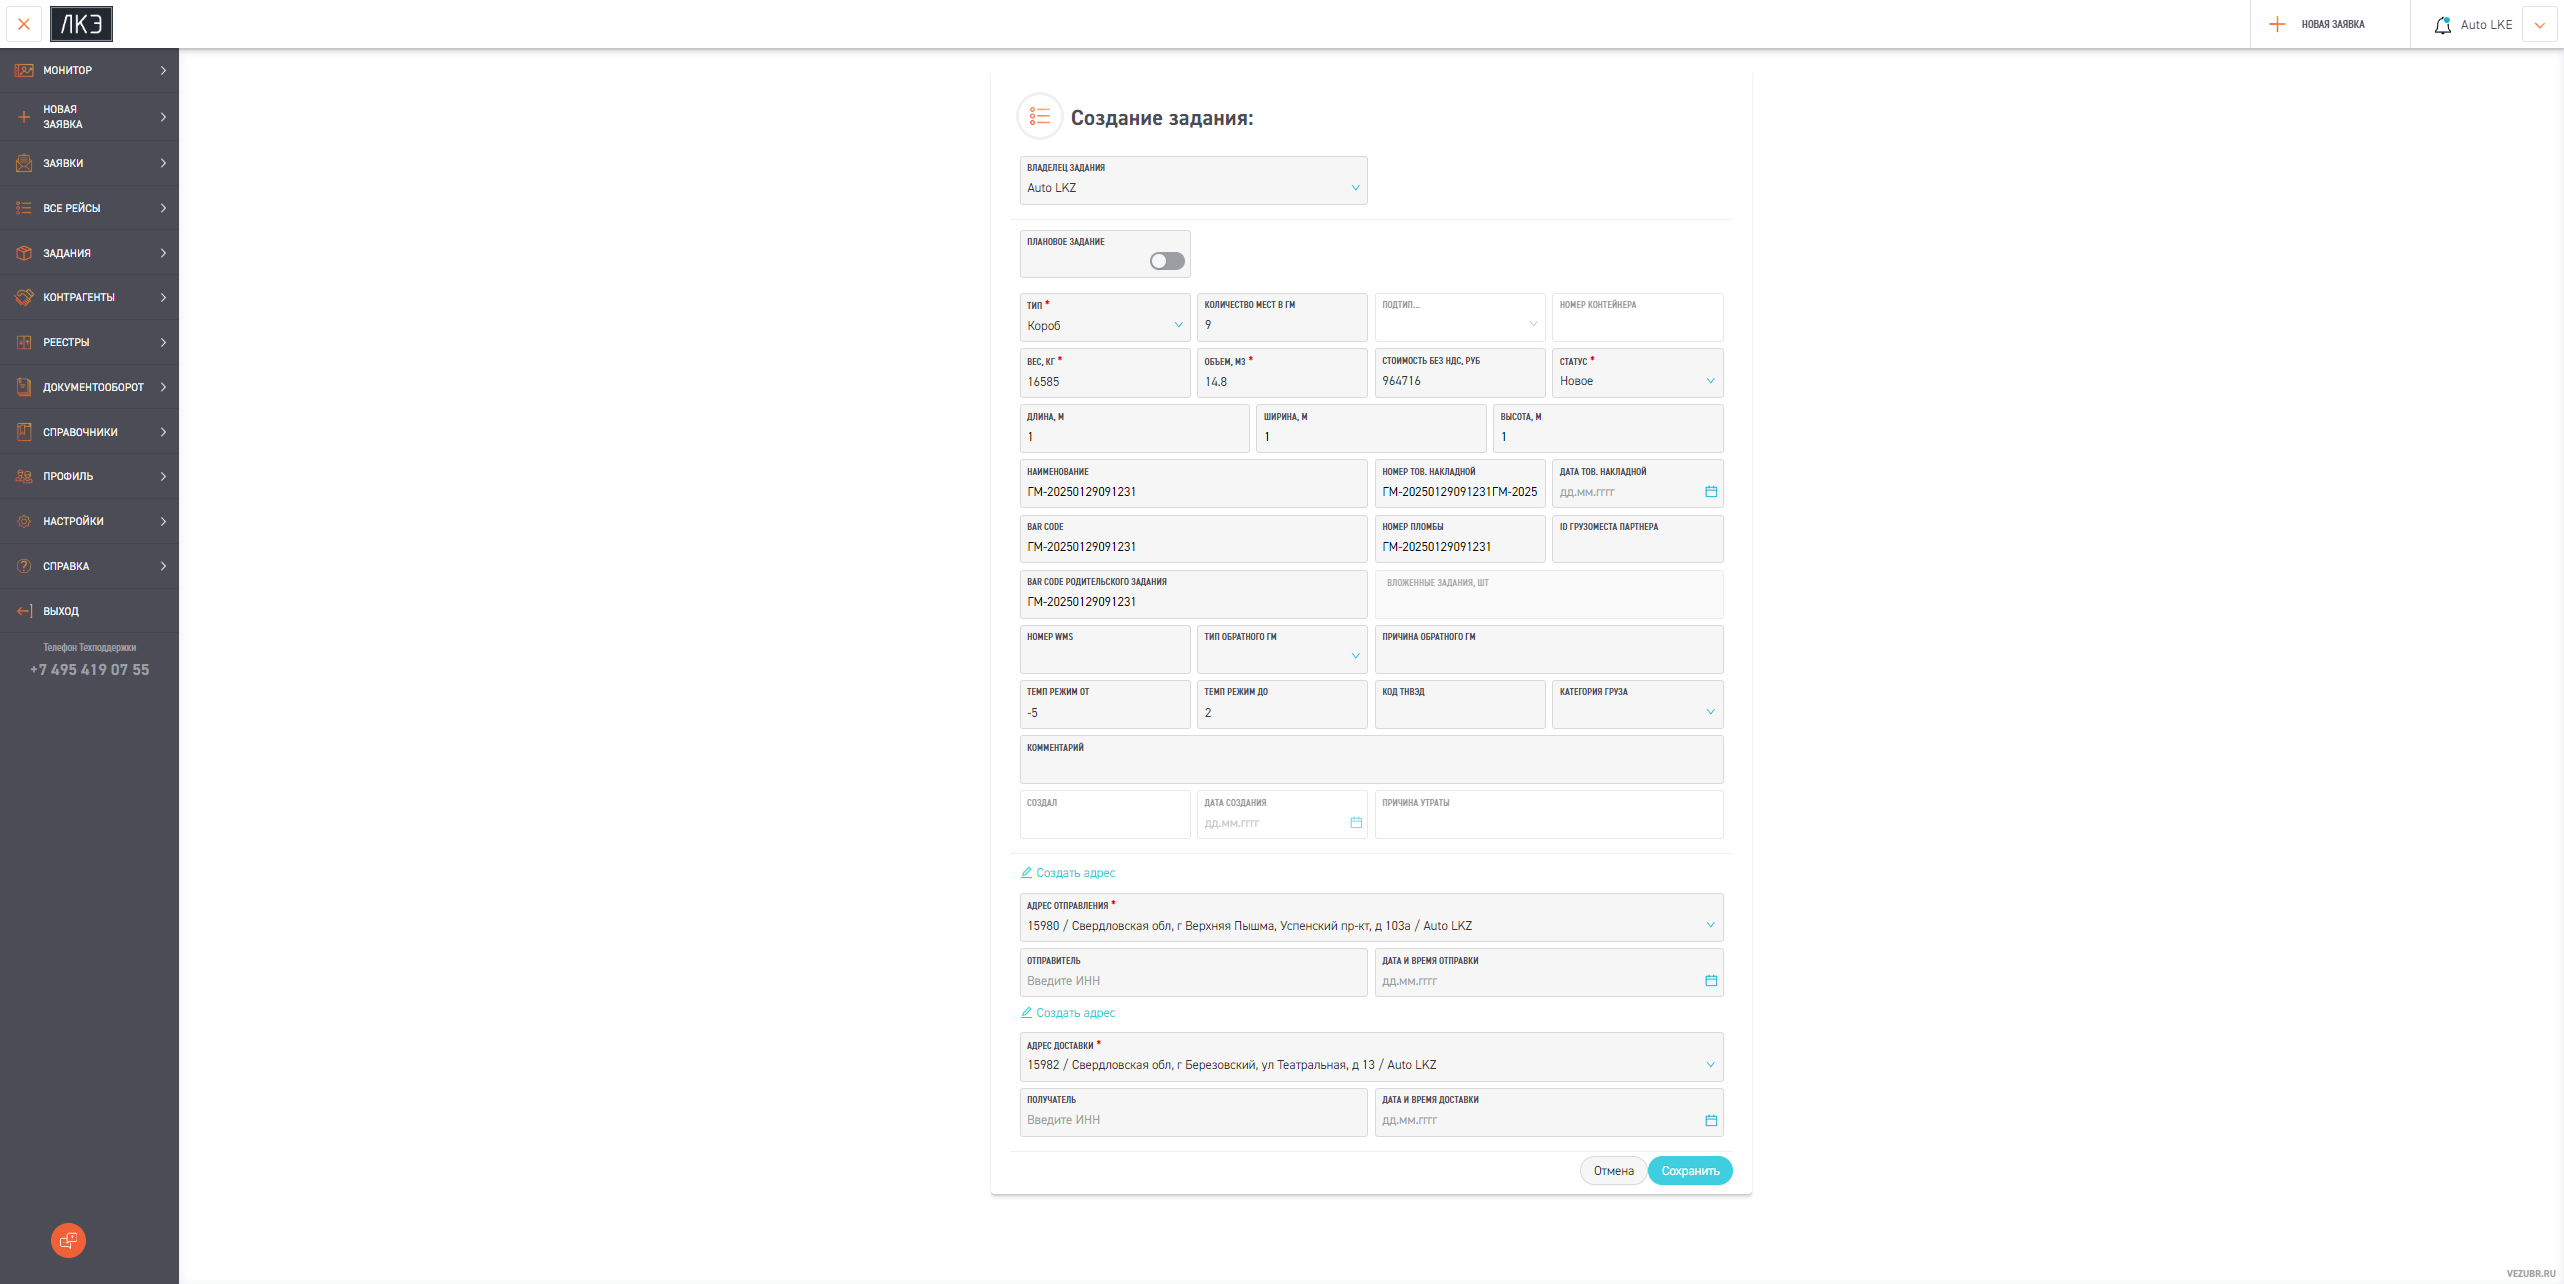 ЛКЭ
НОВАЯ ЗАЯВКА
Auto LKE
МОНИТОР
НОВАЯ
ЗАЯВКА
ЗАЯВКИ
ВСЕ РЕЙСЫ
ЗАДАНИЯ
КОНТРАГЕНТЫ
РЕЕСТРЫ
ДОКУМЕНТООБОРОТ
СПРАВОЧНИКИ
ПРОФИЛЬ
НАСТРОЙКИ
СПРАВКА
ВЫХОД
Телефон Техподдержки
+7 495 419 07 55
Создание задания:
ВЛАДЕЛЕЦ ЗАДАНИЯ
Auto LKZ
ПЛАНОВОЕ ЗАДАНИЕ
ТИП * КОЛИЧЕСТВО МЕСТ В ГМ ПОДТИП... НОМЕР КОНТЕЙНЕРА
Короб 9
ВЕС, КГ * ОБЪЕМ, М3 * СТОИМОСТЬ БЕЗ НДС, РУБ СТАТУС *
16585 14.8 964716 Новое
ДЛИНА, М ШИРИНА, М ВЫСОТА, М
1 1 1
НАИМЕНОВАНИЕ НОМЕР ТОВ. НАКЛАДНОЙ ДАТА ТОВ. НАКЛАДНОЙ
ГМ-20250129091231 ГМ-20250129091231ГМ-2025 дд.мм.гггг
BAR CODE НОМЕР ПЛОМБЫ ID ГРУЗОМЕСТА ПАРТНЕРА
ГМ-20250129091231 ГМ-20250129091231
BAR CODE РОДИТЕЛЬСКОГО ЗАДАНИЯ ВЛОЖЕННЫЕ ЗАДАНИЯ, ШТ
ГМ-20250129091231
НОМЕР WMS ТИП ОБРАТНОГО ГМ ПРИЧИНА ОБРАТНОГО ГМ
ТЕМП РЕЖИМ ОТ ТЕМП РЕЖИМ ДО КОД ТНВЭД КАТЕГОРИЯ ГРУЗА
-5 2
КОММЕНТАРИЙ
СОЗДАЛ ДАТА СОЗДАНИЯ ПРИЧИНА УТРАТЫ
дд.мм.гггг
Создать адрес
АДРЕС ОТПРАВЛЕНИЯ *
15980 / Свердловская обл, г Верхняя Пышма, Успенский пр-кт, д 103а / Auto LKZ
ОТПРАВИТЕЛЬ ДАТА И ВРЕМЯ ОТПРАВКИ
Введите ИНН дд.мм.гггг
Создать адрес
АДРЕС ДОСТАВКИ *
15982 / Свердловская обл, г Березовский, ул Театральная, д 13 / Auto LKZ
ПОЛУЧАТЕЛЬ ДАТА И ВРЕМЯ ДОСТАВКИ
Введите ИНН дд.мм.гггг
Отмена Сохранить
VEZUBR.RU